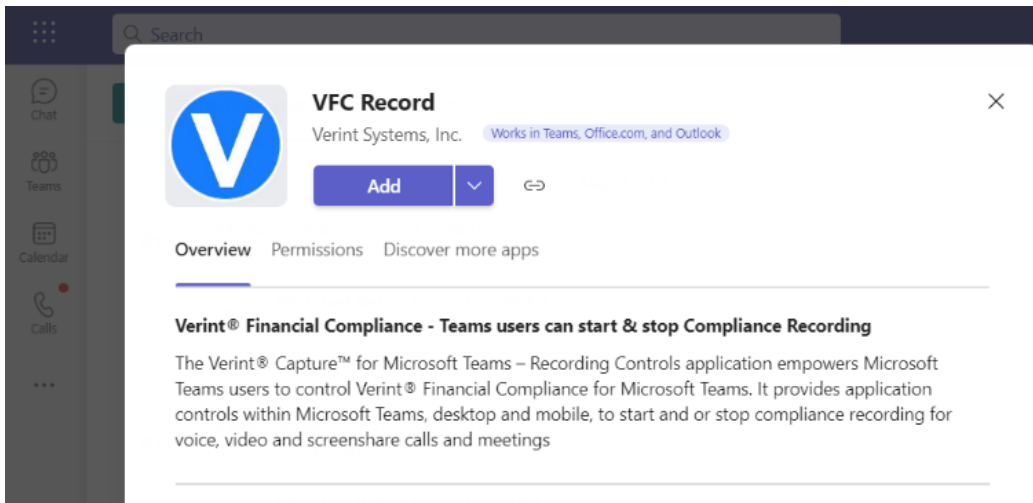 Search
Chat
Teams
Calendar
Calls
V
VFC Record
Verint Systems, Inc. Works in Teams, Office.com, and Outlook
Add
Overview Permissions Discover more apps
Verint® Financial Compliance - Teams users can start & stop Compliance Recording
The Verint® Capture™ for Microsoft Teams – Recording Controls application empowers Microsoft
Teams users to control Verint® Financial Compliance for Microsoft Teams. It provides application
controls within Microsoft Teams, desktop and mobile, to start and or stop compliance recording for
voice, video and screenshare calls and meetings